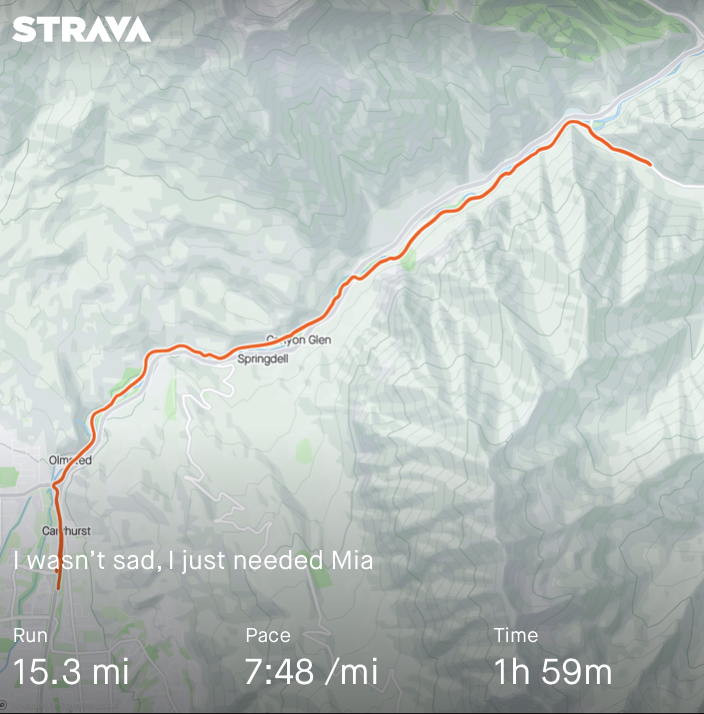 STRAVA
Canyon Glen
Springdell
Olmsted
Canyhurst
I wasn't sad, I just needed Mia
Run
Pace
Time
15.3 mi
7:48 /mi
1h 59m